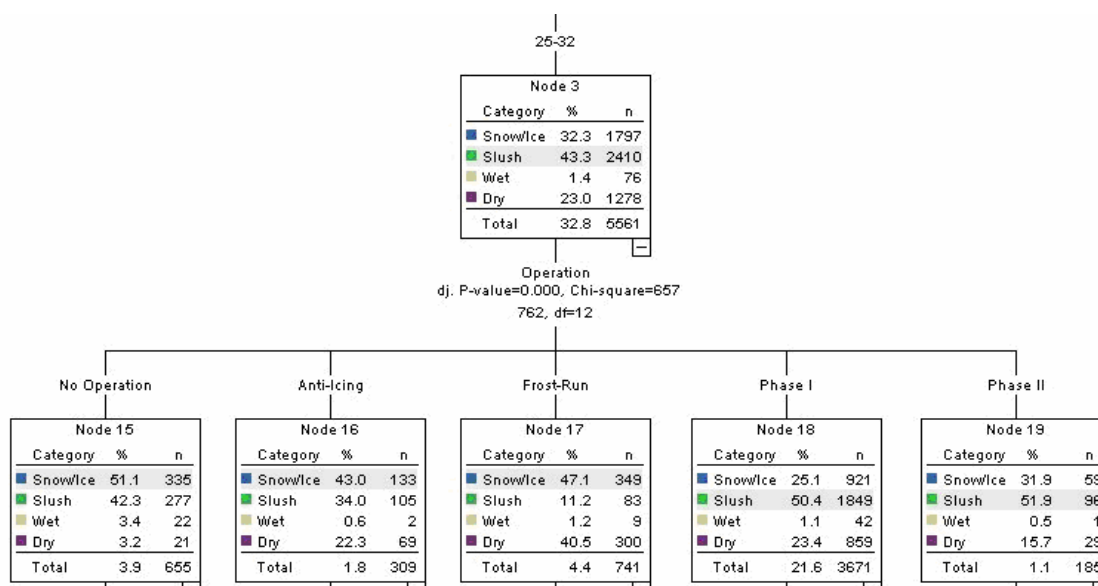 25-32
Node 3
Category % n
Snow/Ice 32.3 1797
Slush 43.3 2410
Wet 1.4 76
Dry 23.0 1278
Total 32.8 5561
Operation
dj. P-value=0.000, Chi-square=657
762, df=12
No Operation
Node 15
Category % n
Snow/Ice 51.1 335
Slush 42.3 277
Wet 3.4 22
Dry 3.2 21
Total 3.9 655
Anti-Icing
Node 16
Category % n
Snow/Ice 43.0 133
Slush 34.0 105
Wet 0.6 2
Dry 22.3 69
Total 1.8 309
Frost-Run
Node 17
Category % n
Snow/Ice 47.1 349
Slush 11.2 83
Wet 1.2 9
Dry 40.5 300
Total 4.4 741
Phase I
Node 18
Category % n
Snow/Ice 25.1 921
Slush 50.4 1849
Wet 1.1 42
Dry 23.4 859
Total 21.6 3671
Phase II
Node 19
Category % n
Snow/Ice 31.9 59
Slush 51.9 96
Wet 0.5 1
Dry 15.7 29
Total 1.1 185